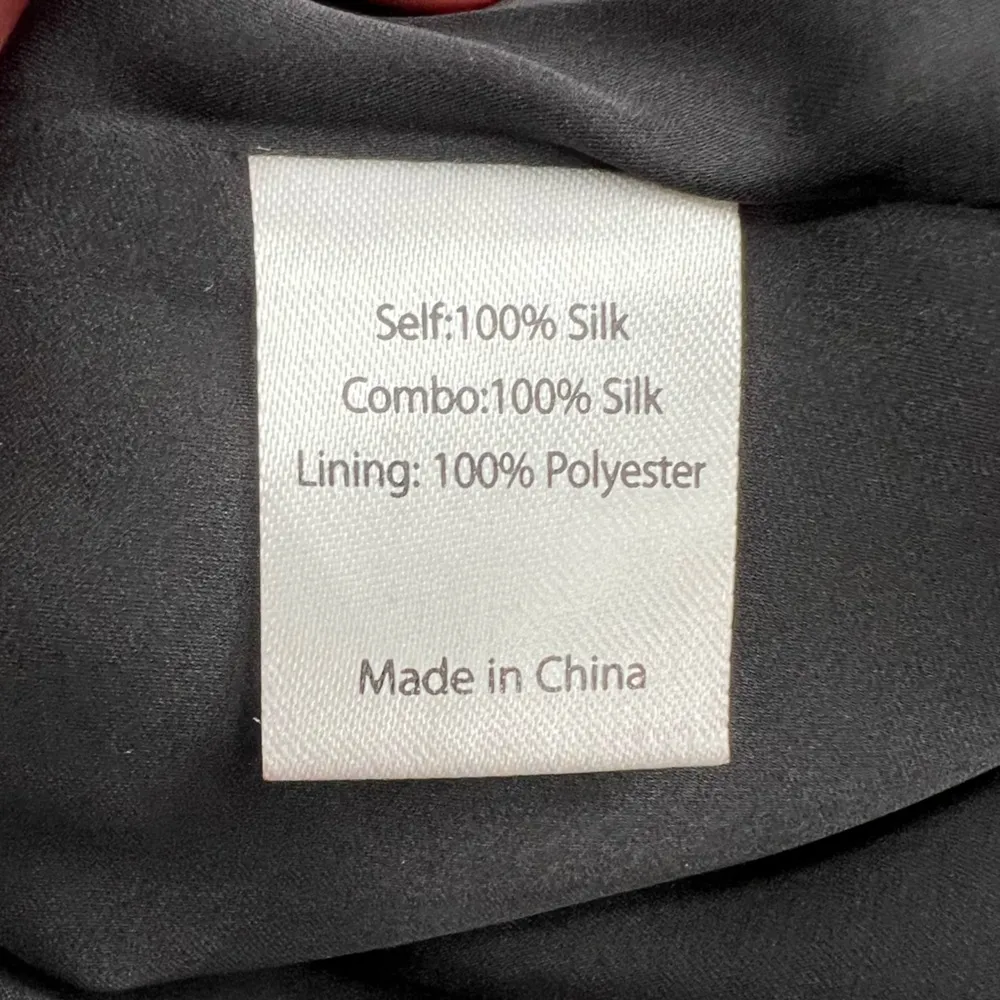 Self:100% Silk
Combo:100% Silk
Lining: 100% Polyester
Made in China